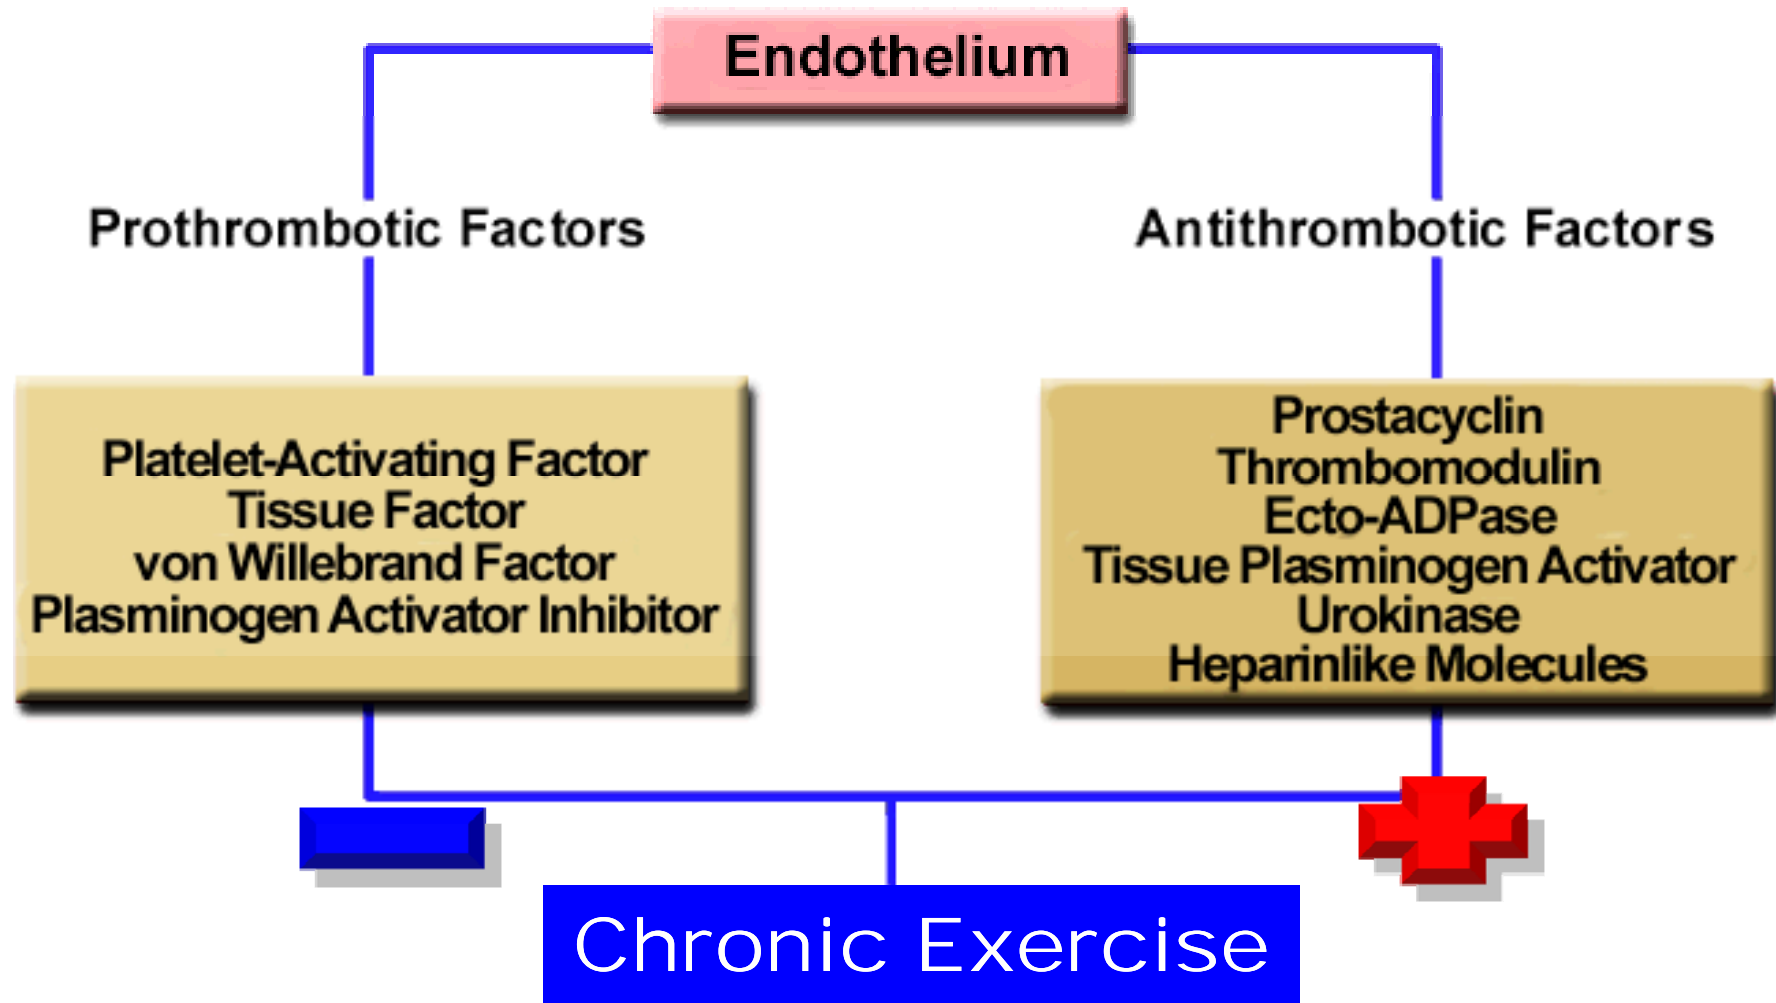 Endothelium
Prothrombotic Factors
Antithrombotic Factors
Platelet-Activating Factor
Tissue Factor
von Willebrand Factor
Plasminogen Activator Inhibitor
Prostacyclin
Thrombomodulin
Ecto-ADPase
Tissue Plasminogen Activator
Urokinase
Heparinlike Molecules
Chronic Exercise